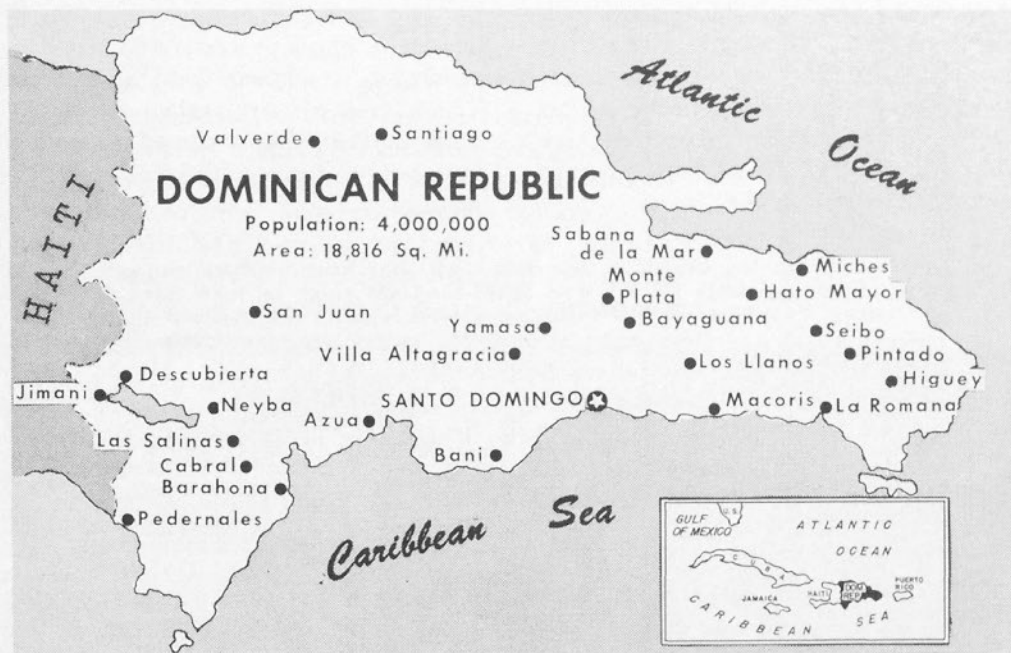 Atlantic
Ocean
Valverde
Santiago
HAITI
DOMINICAN REPUBLIC
Population: 4,000,000
Area: 18,816 Sq. Mi.
Sabana
de la Mar
Miches
Monte
Plata
Hato Mayor
San Juan
Yamasa
Bayaguana
Seibo
Villa Altagracia
Los Llanos
Pintado
Descubierta
Higuey
Jimani
Neyba
Azua
SANTO DOMINGO
Macoris
La Romana
Las Salinas
Cabral
Bani
Barahona
Pedernales
Caribbean Sea
GULF
OF MEXICO
U.S.
ATLANTIC
OCEAN
CUBA
JAMAICA
HAITI
DOM.
REP.
PUERTO
RICO
CARIBBEAN SEA